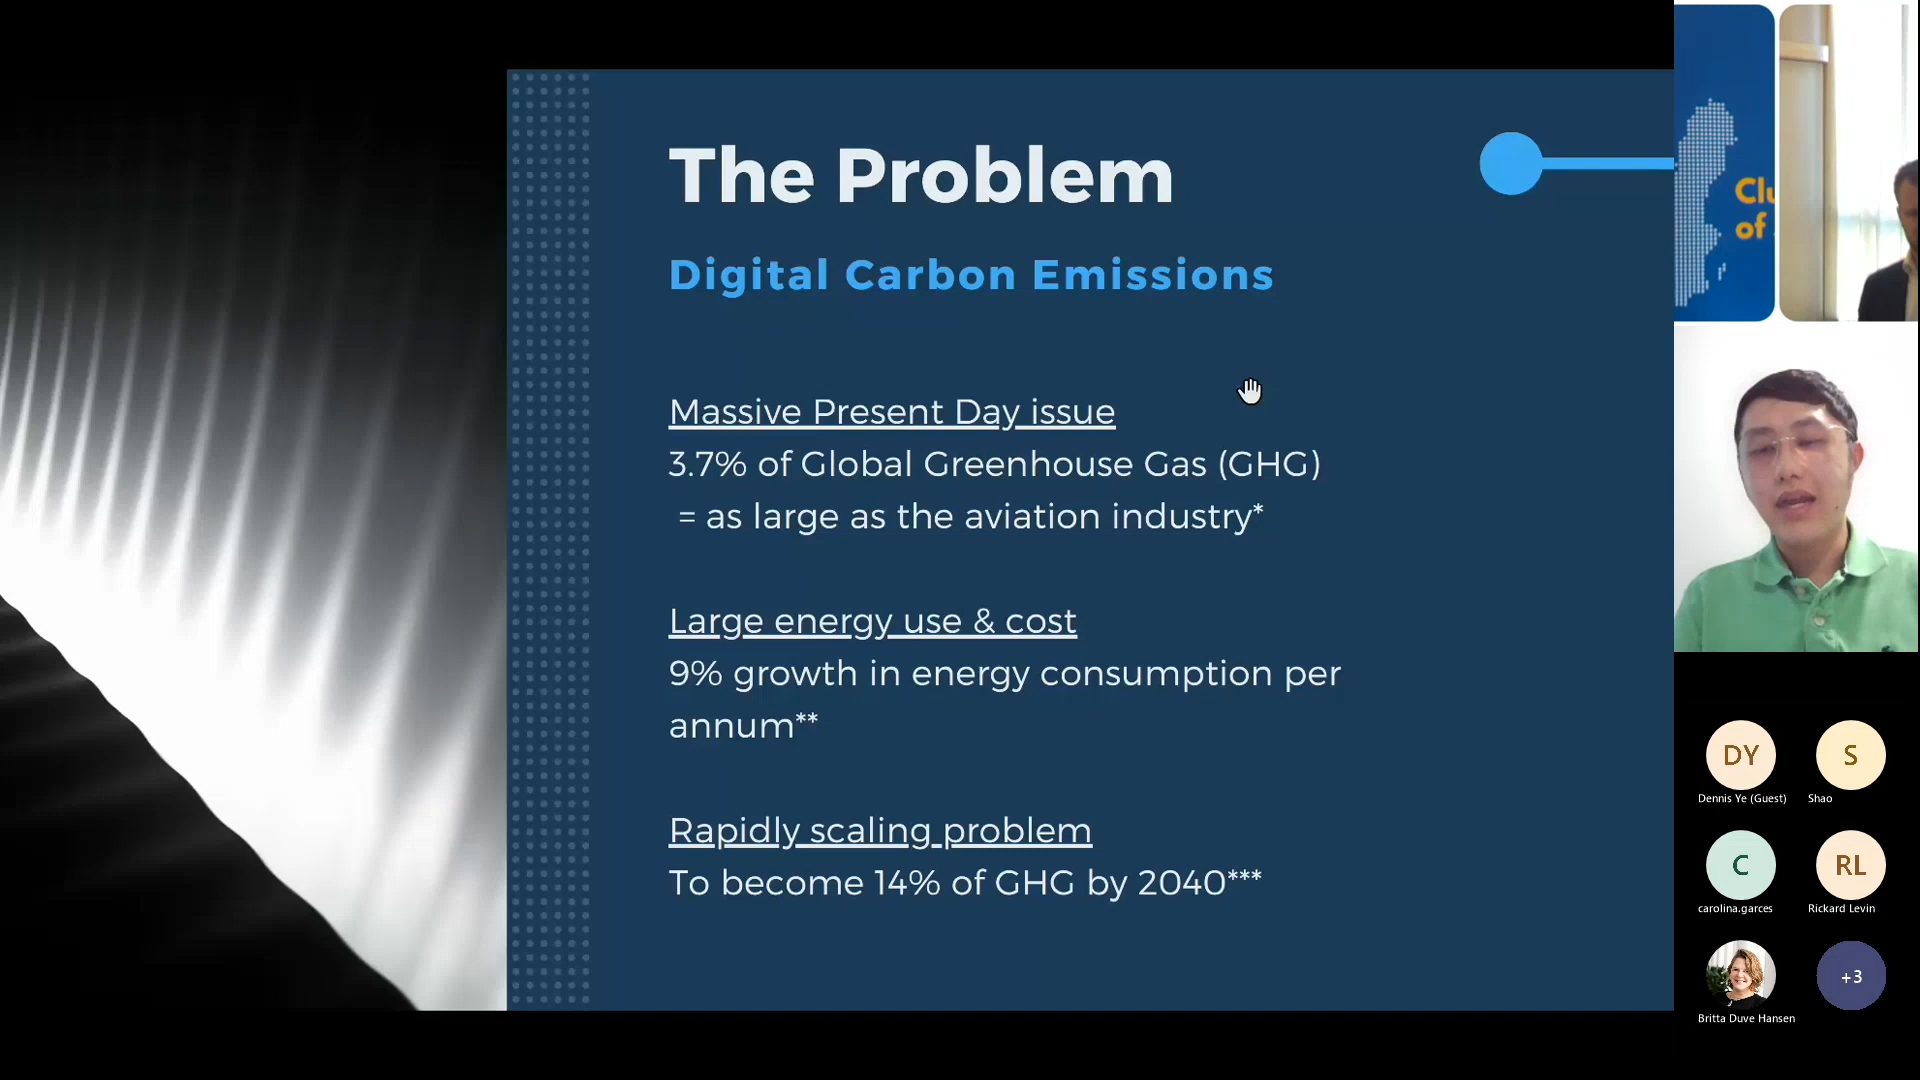 The Problem
Digital Carbon Emissions
Massive Present Day issue
3.7% of Global Greenhouse Gas (GHG)
= as large as the aviation industry*
Large energy use & cost
9% growth in energy consumption per
annum**
Rapidly scaling problem
To become 14% of GHG by 2040***
of
DY
S
Dennis Ye (Guest)
Shao
C
RL
carolina.garces
Rickard Levin
+3
Britta Duve Hansen